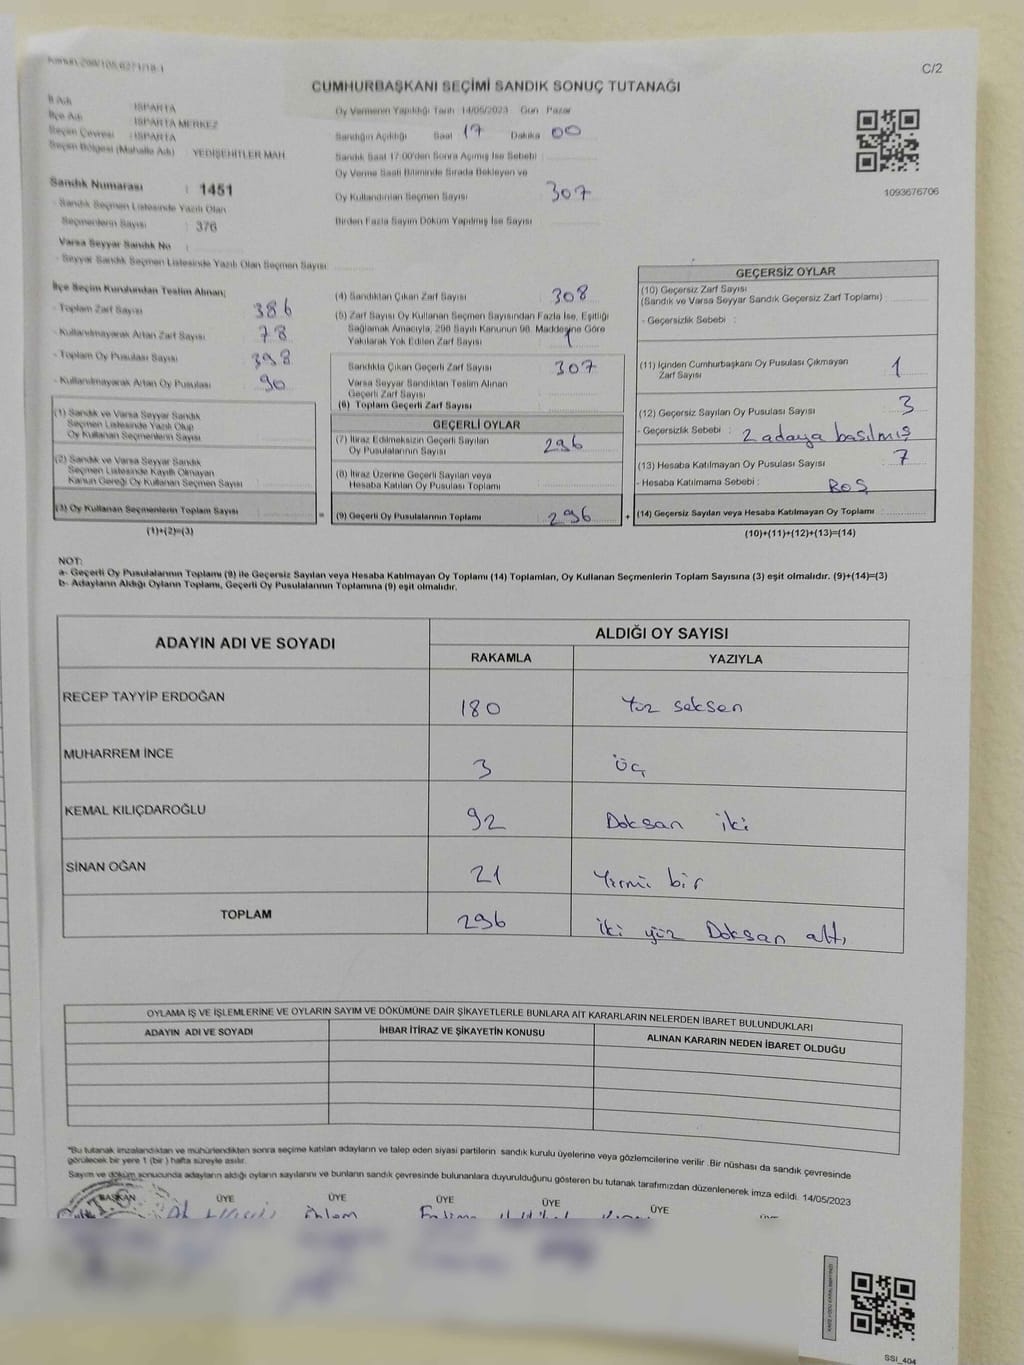 C/2
CUMHURBAŞKANI SEÇİMİ SANDIK SONUÇ TUTANAĞI
İl Adı : ISPARTA
İlçe Adı : ISPARTA MERKEZ
Seçim Çevresi : ISPARTA
Seçim Bölgesi (Mahalle Adı) : YEDİŞEHİTLER MAH
Sandık Numarası : 1451
- Sandık Seçmen Listesinde Yazılı Olan
Seçmenlerin Sayısı : 376
Varsa Seyyar Sandık No :
- Seyyar Sandık Seçmen Listesinde Yazılı Olan Seçmen Sayısı
Oy Vermenin Yapıldığı Tarih 14/05/2023 Gün Pazar
Sandığın Açıldığı Saat 17 Dakika 00
Sandık Saat 17:00'den Sonra Açmış İse Sebebi :
Oy Verme Saati Bitiminde Sırada Bekleyen ve
Oy Kullandırılan Seçmen Sayısı 307
Birden Fazla Sayım Döküm Yapılmış İse Sayısı
1093676706
İlçe Seçim Kurulundan Teslim Alınan;
- Toplam Zarf Sayısı 386
- Kullanılmayarak Artan Zarf Sayısı 78
- Toplam Oy Pusulası Sayısı 398
- Kullanılmayarak Artan Oy Pusulası 90
(1) Sandık ve Varsa Seyyar Sandık
Seçmen Listesinde Yazılı Olup
Oy Kullanan Seçmenlerin Sayısı
(2) Sandık ve Varsa Seyyar Sandık
Seçmen Listesinde Kayıtlı Olmayan
Kanun Gereği Oy Kullanan Seçmen Sayısı
(3) Oy Kullanan Seçmenlerin Toplam Sayısı
(1)+(2)=(3)
=
(4) Sandıktan Çıkan Zarf Sayısı 308
(5) Zarf Sayısı Oy Kullanan Seçmen Sayısından Fazla İse, Eşitliği
Sağlamak Amacıyla, 298 Sayılı Kanunun 98. Maddesine Göre
Yakılarak Yok Edilen Zarf Sayısı 1
Sandıkta Çıkan Geçerli Zarf Sayısı 307
Varsa Seyyar Sandıktan Teslim Alınan
Geçerli Zarf Sayısı
(6) Toplam Geçerli Zarf Sayısı
GEÇERLİ OYLAR
(7) İtiraz Edilmeksizin Geçerli Sayılan
Oy Pusulalarının Sayısı 296
(8) İtiraz Üzerine Geçerli Sayılan veya
Hesaba Katılan Oy Pusulası Toplamı
(9) Geçerli Oy Pusulalarının Toplamı 296
+
GEÇERSİZ OYLAR
(10) Geçersiz Zarf Sayısı
(Sandık ve Varsa Seyyar Sandık Geçersiz Zarf Toplamı)
- Geçersizlik Sebebi :
(11) İçinden Cumhurbaşkanı Oy Pusulası Çıkmayan
Zarf Sayısı 1
(12) Geçersiz Sayılan Oy Pusulası Sayısı 3
- Geçersizlik Sebebi : 2 adaya basılmış
(13) Hesaba Katılmayan Oy Pusulası Sayısı 7
- Hesaba Katılmama Sebebi : Boş
(14) Geçersiz Sayılan veya Hesaba Katılmayan Oy Toplamı
(10)+(11)+(12)+(13)=(14)
NOT:
a- Geçerli Oy Pusulalarının Toplamı (9) ile Geçersiz Sayılan veya Hesaba Katılmayan Oy Toplamı (14) Toplamları, Oy Kullanan Seçmenlerin Toplam Sayısına (3) eşit olmalıdır. (9)+(14)=(3)
b- Adayların Aldığı Oyların Toplamı, Geçerli Oy Pusulalarının Toplamına (9) eşit olmalıdır.
ADAYIN ADI VE SOYADI
ALDIĞI OY SAYISI
RAKAMLA YAZIYLA
RECEP TAYYİP ERDOĞAN 180 Yüz seksen
MUHARREM İNCE 3 üç
KEMAL KILIÇDAROĞLU 92 Doksan iki
SİNAN OĞAN 21 Yirmi bir
TOPLAM 296 iki yüz Doksan altı
OYLAMA İŞ VE İŞLEMLERİNE VE OYLARIN SAYIM VE DÖKÜMÜNE DAİR ŞİKAYETLERLE BUNLARA AİT KARARLARIN NELERDEN İBARET BULUNDUKLARI
ADAYIN ADI VE SOYADI İHBAR İTİRAZ VE ŞİKAYETİN KONUSU ALINAN KARARIN NEDEN İBARET OLDUĞU
*Bu tutanak imzalandıktan ve mühürlendikten sonra seçime katılan adayların ve talep eden siyasi partilerin sandık kurulu üyelerine veya gözlemcilerine verilir .Bir nüshası da sandık çevresinde
görülecek bir yere 1 (bir ) hafta süreyle asılır.
Sayım ve döküm sonucunda adayların aldığı oyların sayılarını ve bunların sandık çevresinde bulunanlara duyurulduğunu gösteren bu tutanak tarafımızdan düzenlenerek imza edildi. 14/05/2023
BAŞKAN ÜYE ÜYE ÜYE ÜYE ÜYE
SSI_404